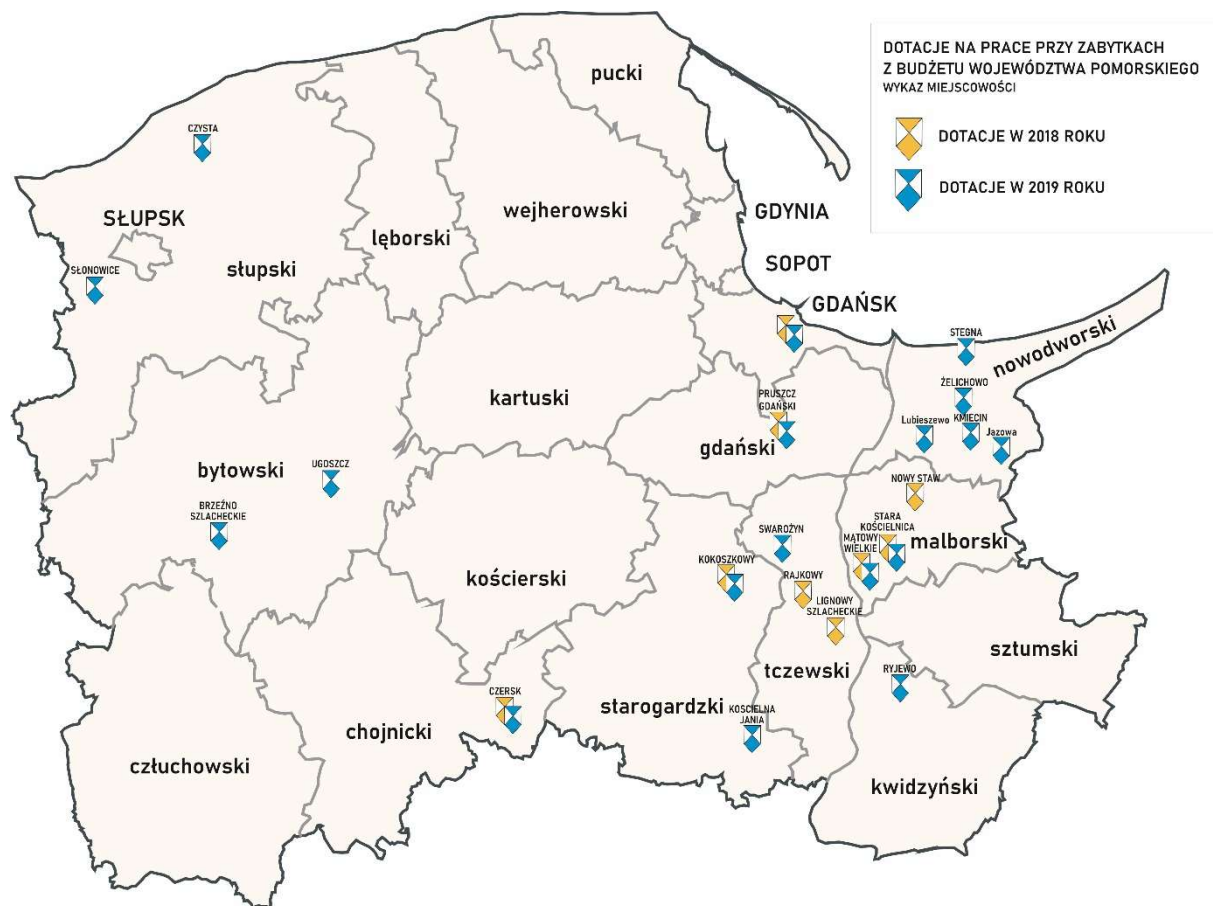 DOTACJE NA PRACE PRZY ZABYTKACH
Z BUDŻETU WOJEWÓDZTWA POMORSKIEGO
WYKAZ MIEJSCOWOŚCI
DOTACJE W 2018 ROKU
DOTACJE W 2019 ROKU
pucki
CZYSTA
SŁUPSK
wejherowski
GDYNIA
lęborski
SŁONOWICE
słupski
SOPOT
GDAŃSK
STEGNA
nowodworski
kartuski
ŻELICHOWO
PRUSZCZ
GDAŃSKI
Lubieszewo
KMIECIN
Jazowa
gdański
bytowski
UGOSZCZ
NOWY STAW
BRZEŹNO
SZLACHECKIE
STARA
KOŚCIELNICA
SWAROŻYN
MĄTOWY
WIELKIE
malborski
KOKOSZKOWY
kościerski
RAJKOWY
LIGNOWY
SZLACHECKIE
sztumski
tczewski
RYJEWO
CZERSK
starogardzki
KOSCIELNA
JANIA
chojnicki
człuchowski
kwidzyński